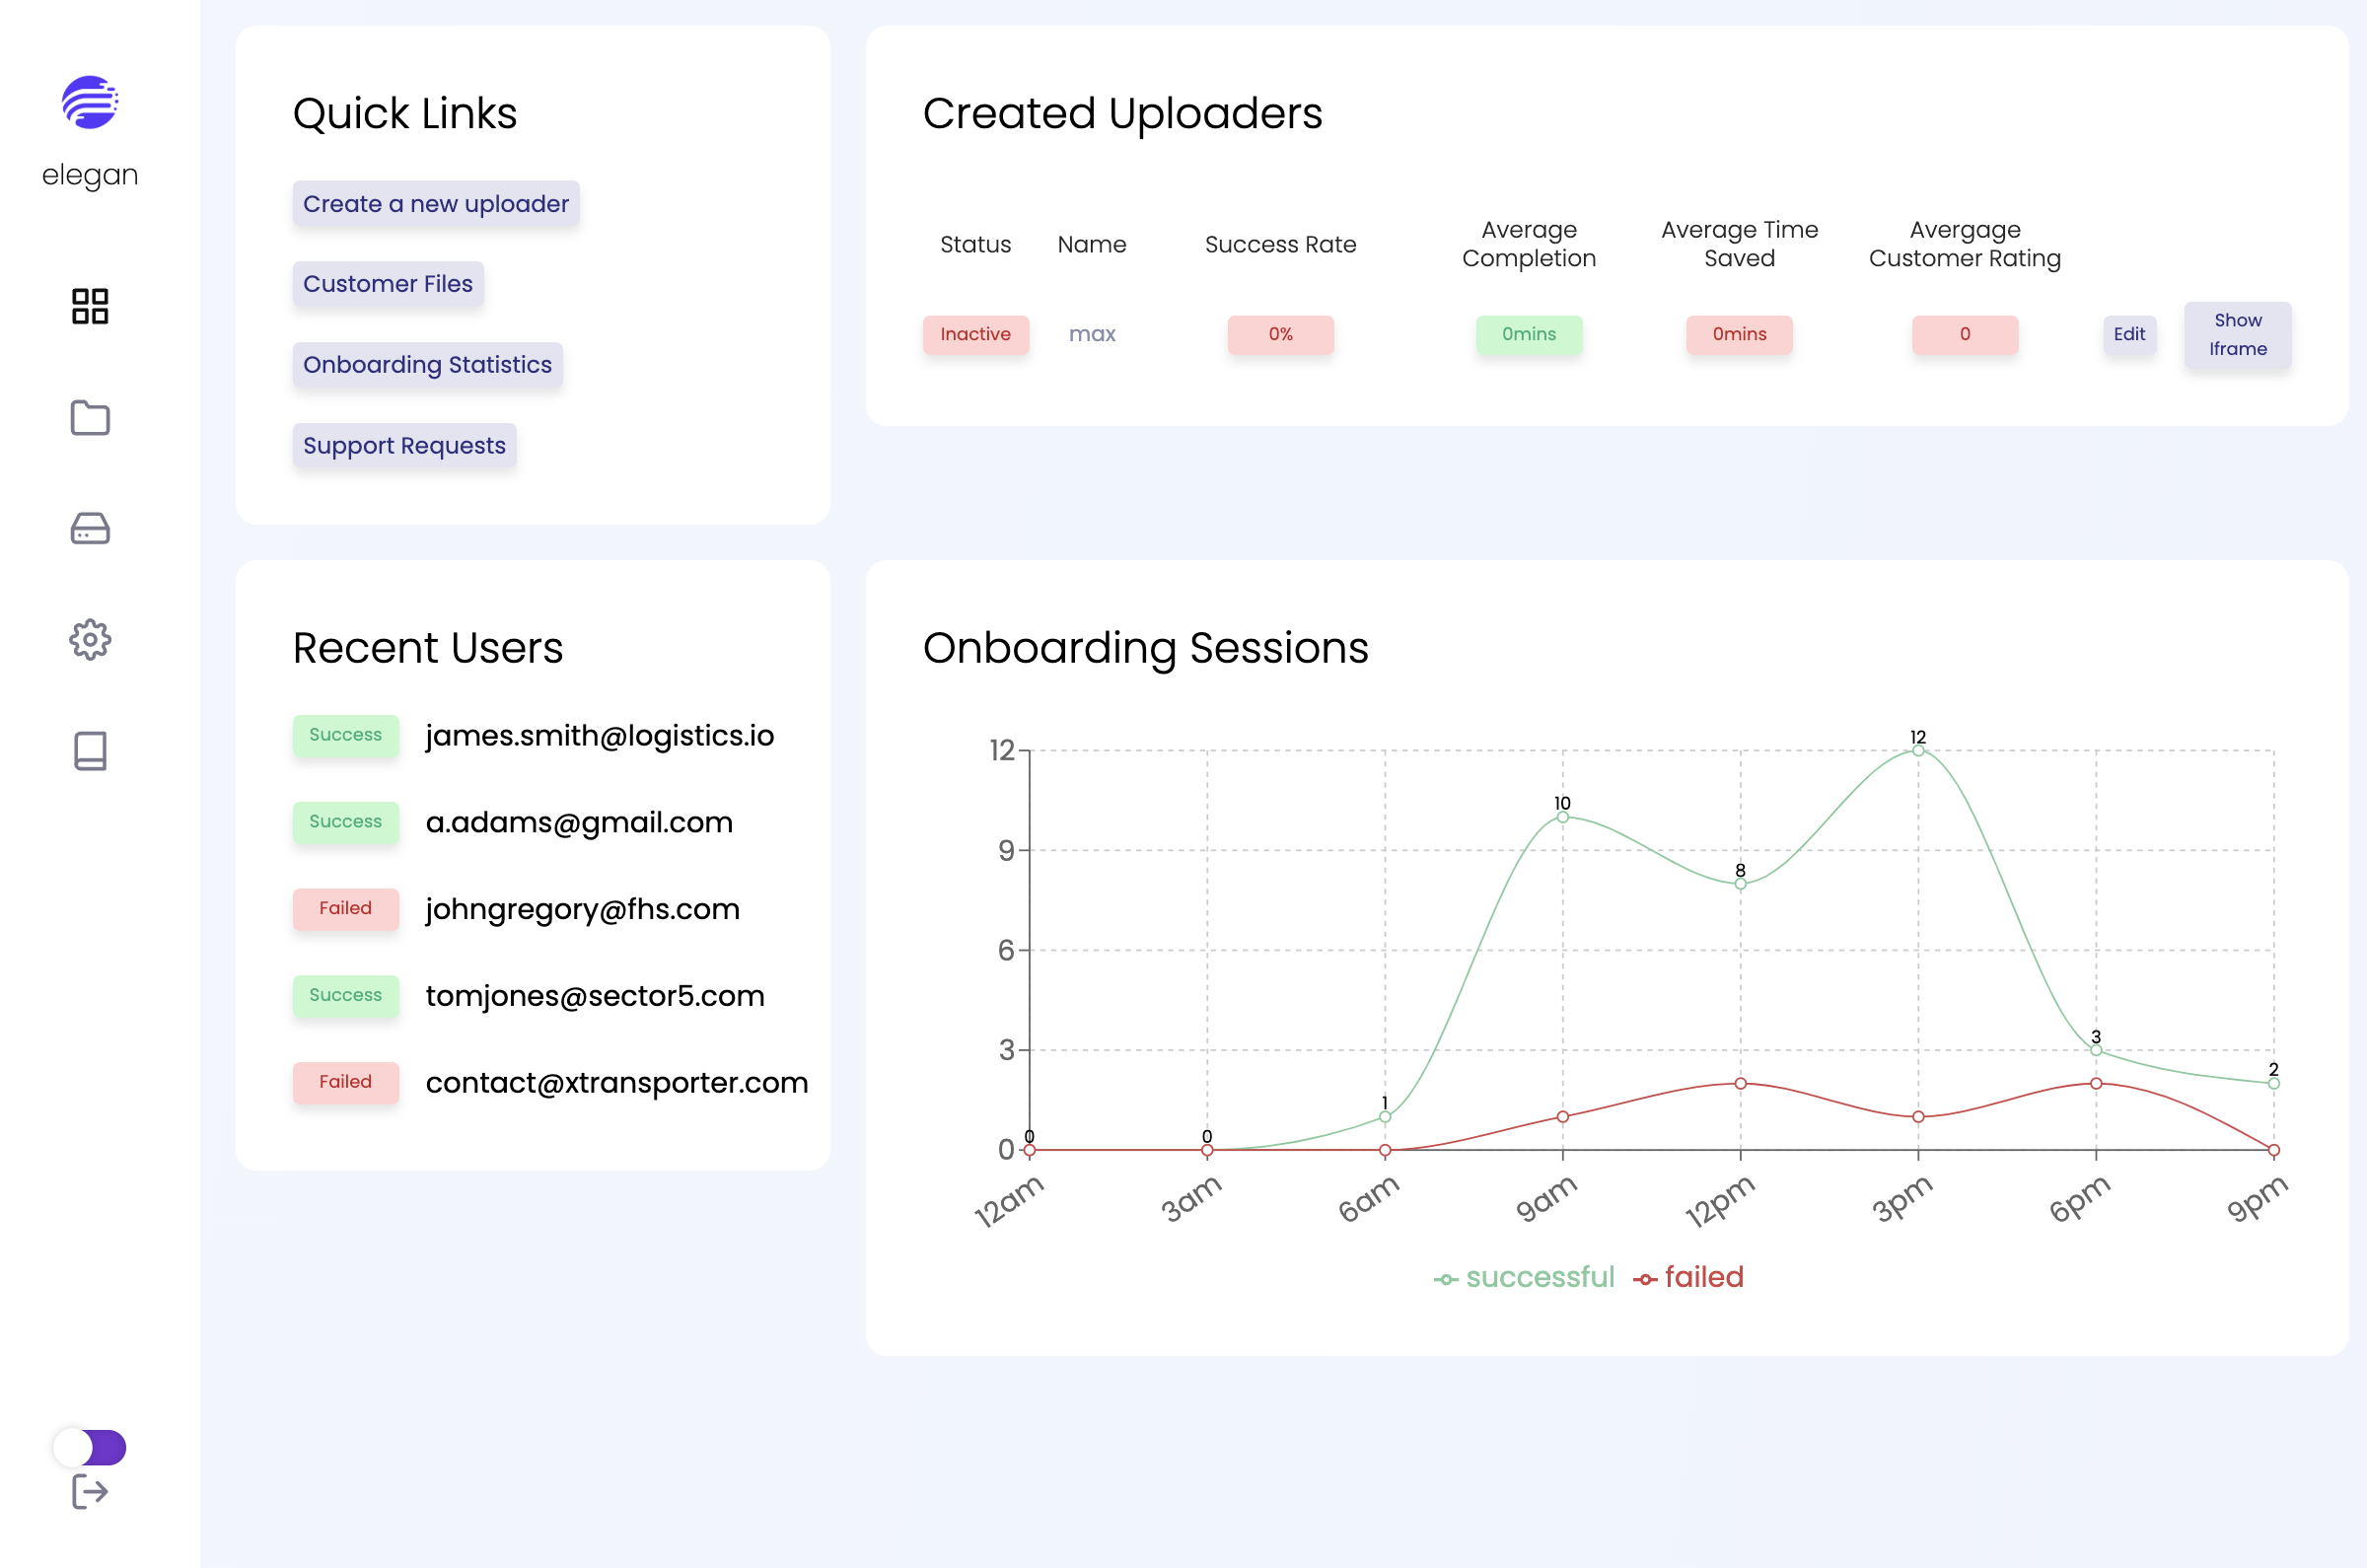 elegan
Quick Links
Create a new uploader
Customer Files
Onboarding Statistics
Support Requests
Created Uploaders
Status Name Success Rate Average Completion Average Time Saved Avergage Customer Rating
Inactive max 0% 0mins 0mins 0 Edit Show Iframe
Recent Users
Success james.smith@logistics.io
Success a.adams@gmail.com
Failed johngregory@fhs.com
Success tomjones@sector5.com
Failed contact@xtransporter.com
Onboarding Sessions
12
9
6
3
0
0 0 1 10 8 12 3 2
12am 3am 6am 9am 12pm 3pm 6pm 9pm
successful failed